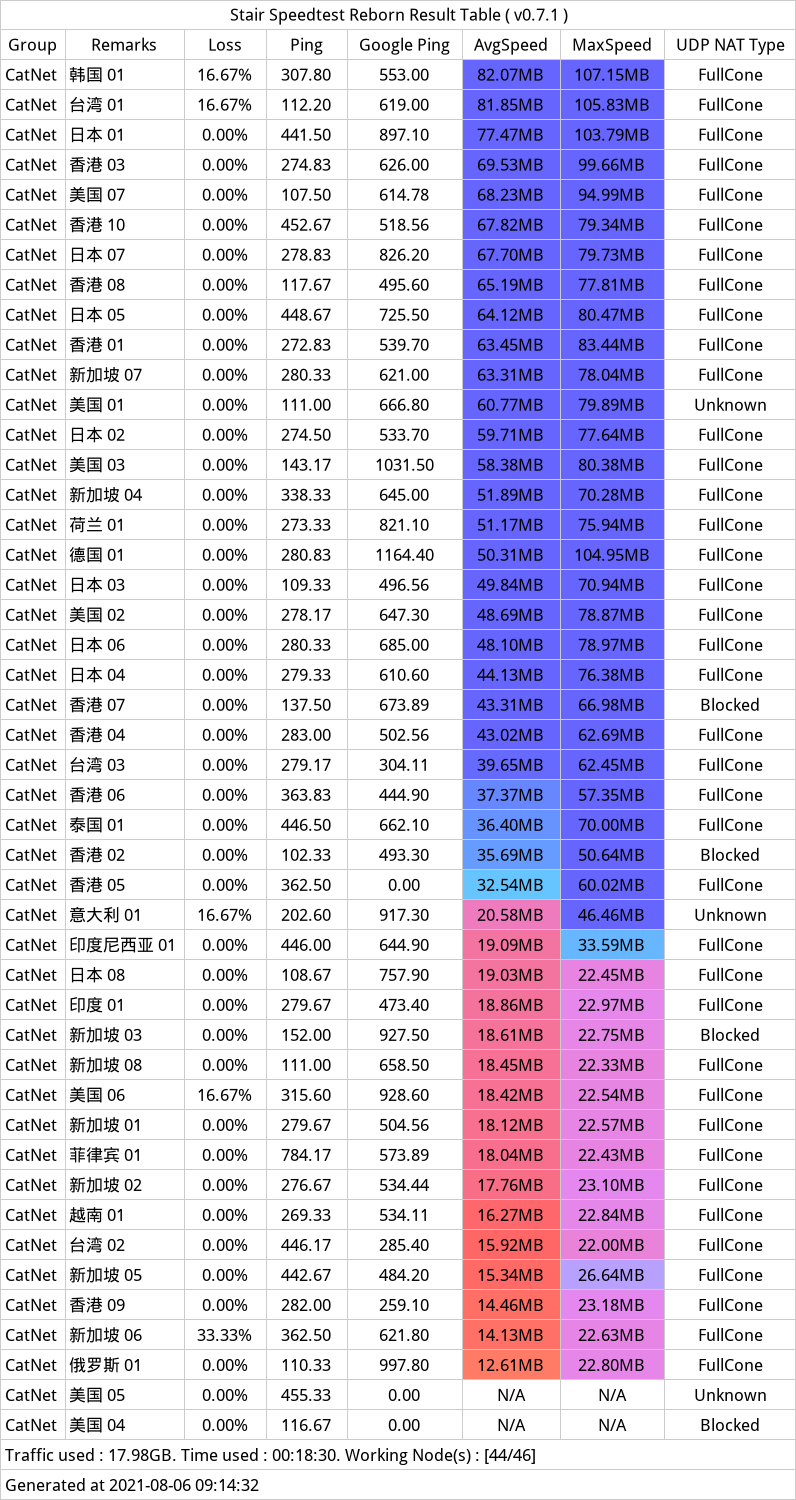 Stair Speedtest Reborn Result Table ( v0.7.1 )
Group Remarks Loss Ping Google Ping AvgSpeed MaxSpeed UDP NAT Type
CatNet 韩国 01 16.67% 307.80 553.00 82.07MB 107.15MB FullCone
CatNet 台湾 01 16.67% 112.20 619.00 81.85MB 105.83MB FullCone
CatNet 日本 01 0.00% 441.50 897.10 77.47MB 103.79MB FullCone
CatNet 香港 03 0.00% 274.83 626.00 69.53MB 99.66MB FullCone
CatNet 美国 07 0.00% 107.50 614.78 68.23MB 94.99MB FullCone
CatNet 香港 10 0.00% 452.67 518.56 67.82MB 79.34MB FullCone
CatNet 日本 07 0.00% 278.83 826.20 67.70MB 79.73MB FullCone
CatNet 香港 08 0.00% 117.67 495.60 65.19MB 77.81MB FullCone
CatNet 日本 05 0.00% 448.67 725.50 64.12MB 80.47MB FullCone
CatNet 香港 01 0.00% 272.83 539.70 63.45MB 83.44MB FullCone
CatNet 新加坡 07 0.00% 280.33 621.00 63.31MB 78.04MB FullCone
CatNet 美国 01 0.00% 111.00 666.80 60.77MB 79.89MB Unknown
CatNet 日本 02 0.00% 274.50 533.70 59.71MB 77.64MB FullCone
CatNet 美国 03 0.00% 143.17 1031.50 58.38MB 80.38MB FullCone
CatNet 新加坡 04 0.00% 338.33 645.00 51.89MB 70.28MB FullCone
CatNet 荷兰 01 0.00% 273.33 821.10 51.17MB 75.94MB FullCone
CatNet 德国 01 0.00% 280.83 1164.40 50.31MB 104.95MB FullCone
CatNet 日本 03 0.00% 109.33 496.56 49.84MB 70.94MB FullCone
CatNet 美国 02 0.00% 278.17 647.30 48.69MB 78.87MB FullCone
CatNet 日本 06 0.00% 280.33 685.00 48.10MB 78.97MB FullCone
CatNet 日本 04 0.00% 279.33 610.60 44.13MB 76.38MB FullCone
CatNet 香港 07 0.00% 137.50 673.89 43.31MB 66.98MB Blocked
CatNet 香港 04 0.00% 283.00 502.56 43.02MB 62.69MB FullCone
CatNet 台湾 03 0.00% 279.17 304.11 39.65MB 62.45MB FullCone
CatNet 香港 06 0.00% 363.83 444.90 37.37MB 57.35MB FullCone
CatNet 泰国 01 0.00% 446.50 662.10 36.40MB 70.00MB FullCone
CatNet 香港 02 0.00% 102.33 493.30 35.69MB 50.64MB Blocked
CatNet 香港 05 0.00% 362.50 0.00 32.54MB 60.02MB FullCone
CatNet 意大利 01 16.67% 202.60 917.30 20.58MB 46.46MB Unknown
CatNet 印度尼西亚 01 0.00% 446.00 644.90 19.09MB 33.59MB FullCone
CatNet 日本 08 0.00% 108.67 757.90 19.03MB 22.45MB FullCone
CatNet 印度 01 0.00% 279.67 473.40 18.86MB 22.97MB FullCone
CatNet 新加坡 03 0.00% 152.00 927.50 18.61MB 22.75MB Blocked
CatNet 新加坡 08 0.00% 111.00 658.50 18.45MB 22.33MB FullCone
CatNet 美国 06 16.67% 315.60 928.60 18.42MB 22.54MB FullCone
CatNet 新加坡 01 0.00% 279.67 504.56 18.12MB 22.57MB FullCone
CatNet 菲律宾 01 0.00% 784.17 573.89 18.04MB 22.43MB FullCone
CatNet 新加坡 02 0.00% 276.67 534.44 17.76MB 23.10MB FullCone
CatNet 越南 01 0.00% 269.33 534.11 16.27MB 22.84MB FullCone
CatNet 台湾 02 0.00% 446.17 285.40 15.92MB 22.00MB FullCone
CatNet 新加坡 05 0.00% 442.67 484.20 15.34MB 26.64MB FullCone
CatNet 香港 09 0.00% 282.00 259.10 14.46MB 23.18MB FullCone
CatNet 新加坡 06 33.33% 362.50 621.80 14.13MB 22.63MB FullCone
CatNet 俄罗斯 01 0.00% 110.33 997.80 12.61MB 22.80MB FullCone
CatNet 美国 05 0.00% 455.33 0.00 N/A N/A Unknown
CatNet 美国 04 0.00% 116.67 0.00 N/A N/A Blocked
Traffic used : 17.98GB. Time used : 00:18:30. Working Node(s) : [44/46]
Generated at 2021-08-06 09:14:32